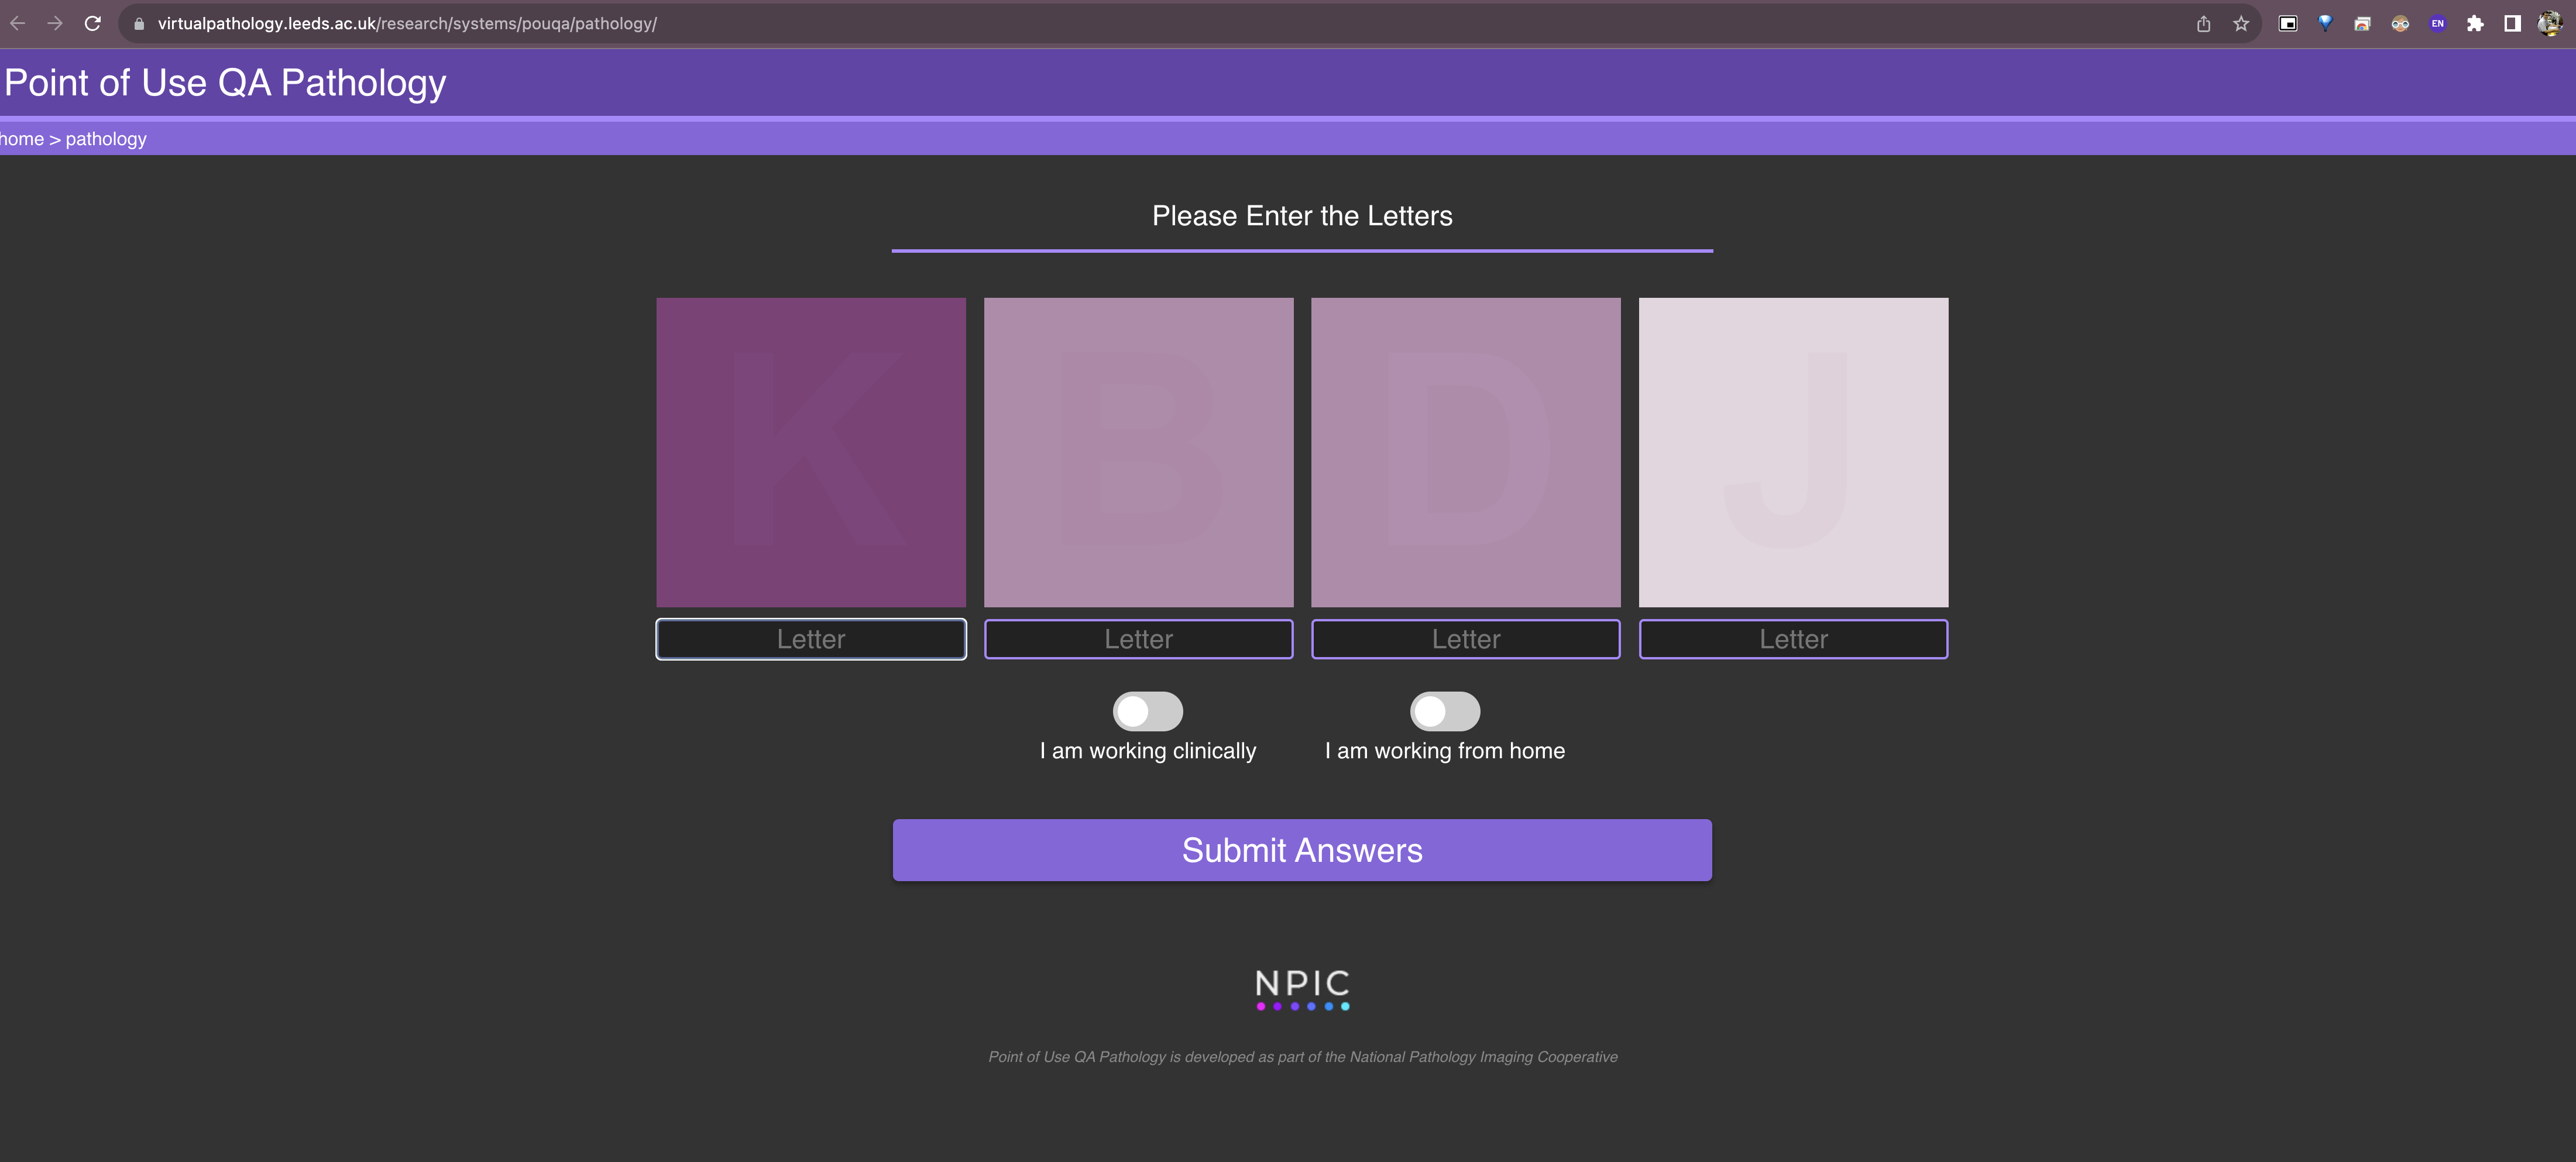 virtualpathology.leeds.ac.uk/research/systems/pouqa/pathology/
EN
Point of Use QA Pathology
home > pathology
Please Enter the Letters
K B D J
Letter Letter Letter Letter
I am working clinically I am working from home
Submit Answers
NPIC
Point of Use QA Pathology is developed as part of the National Pathology Imaging Cooperative